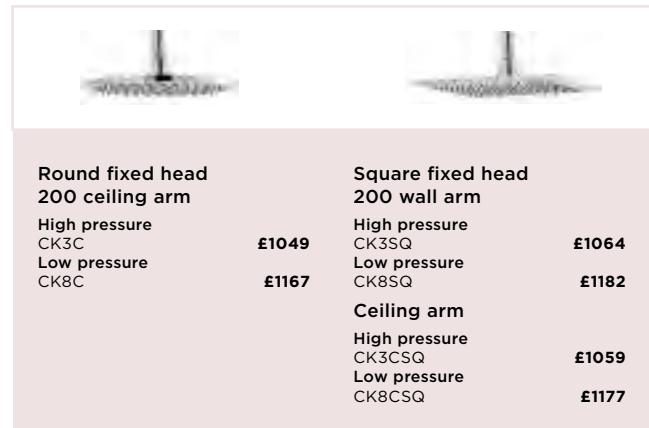 Round fixed head
200 ceiling arm
High pressure
CK3C £1049
Low pressure
CK8C £1167
Square fixed head
200 wall arm
High pressure
CK3SQ £1064
Low pressure
CK8SQ £1182
Ceiling arm
High pressure
CK3CSQ £1059
Low pressure
CK8CSQ £1177